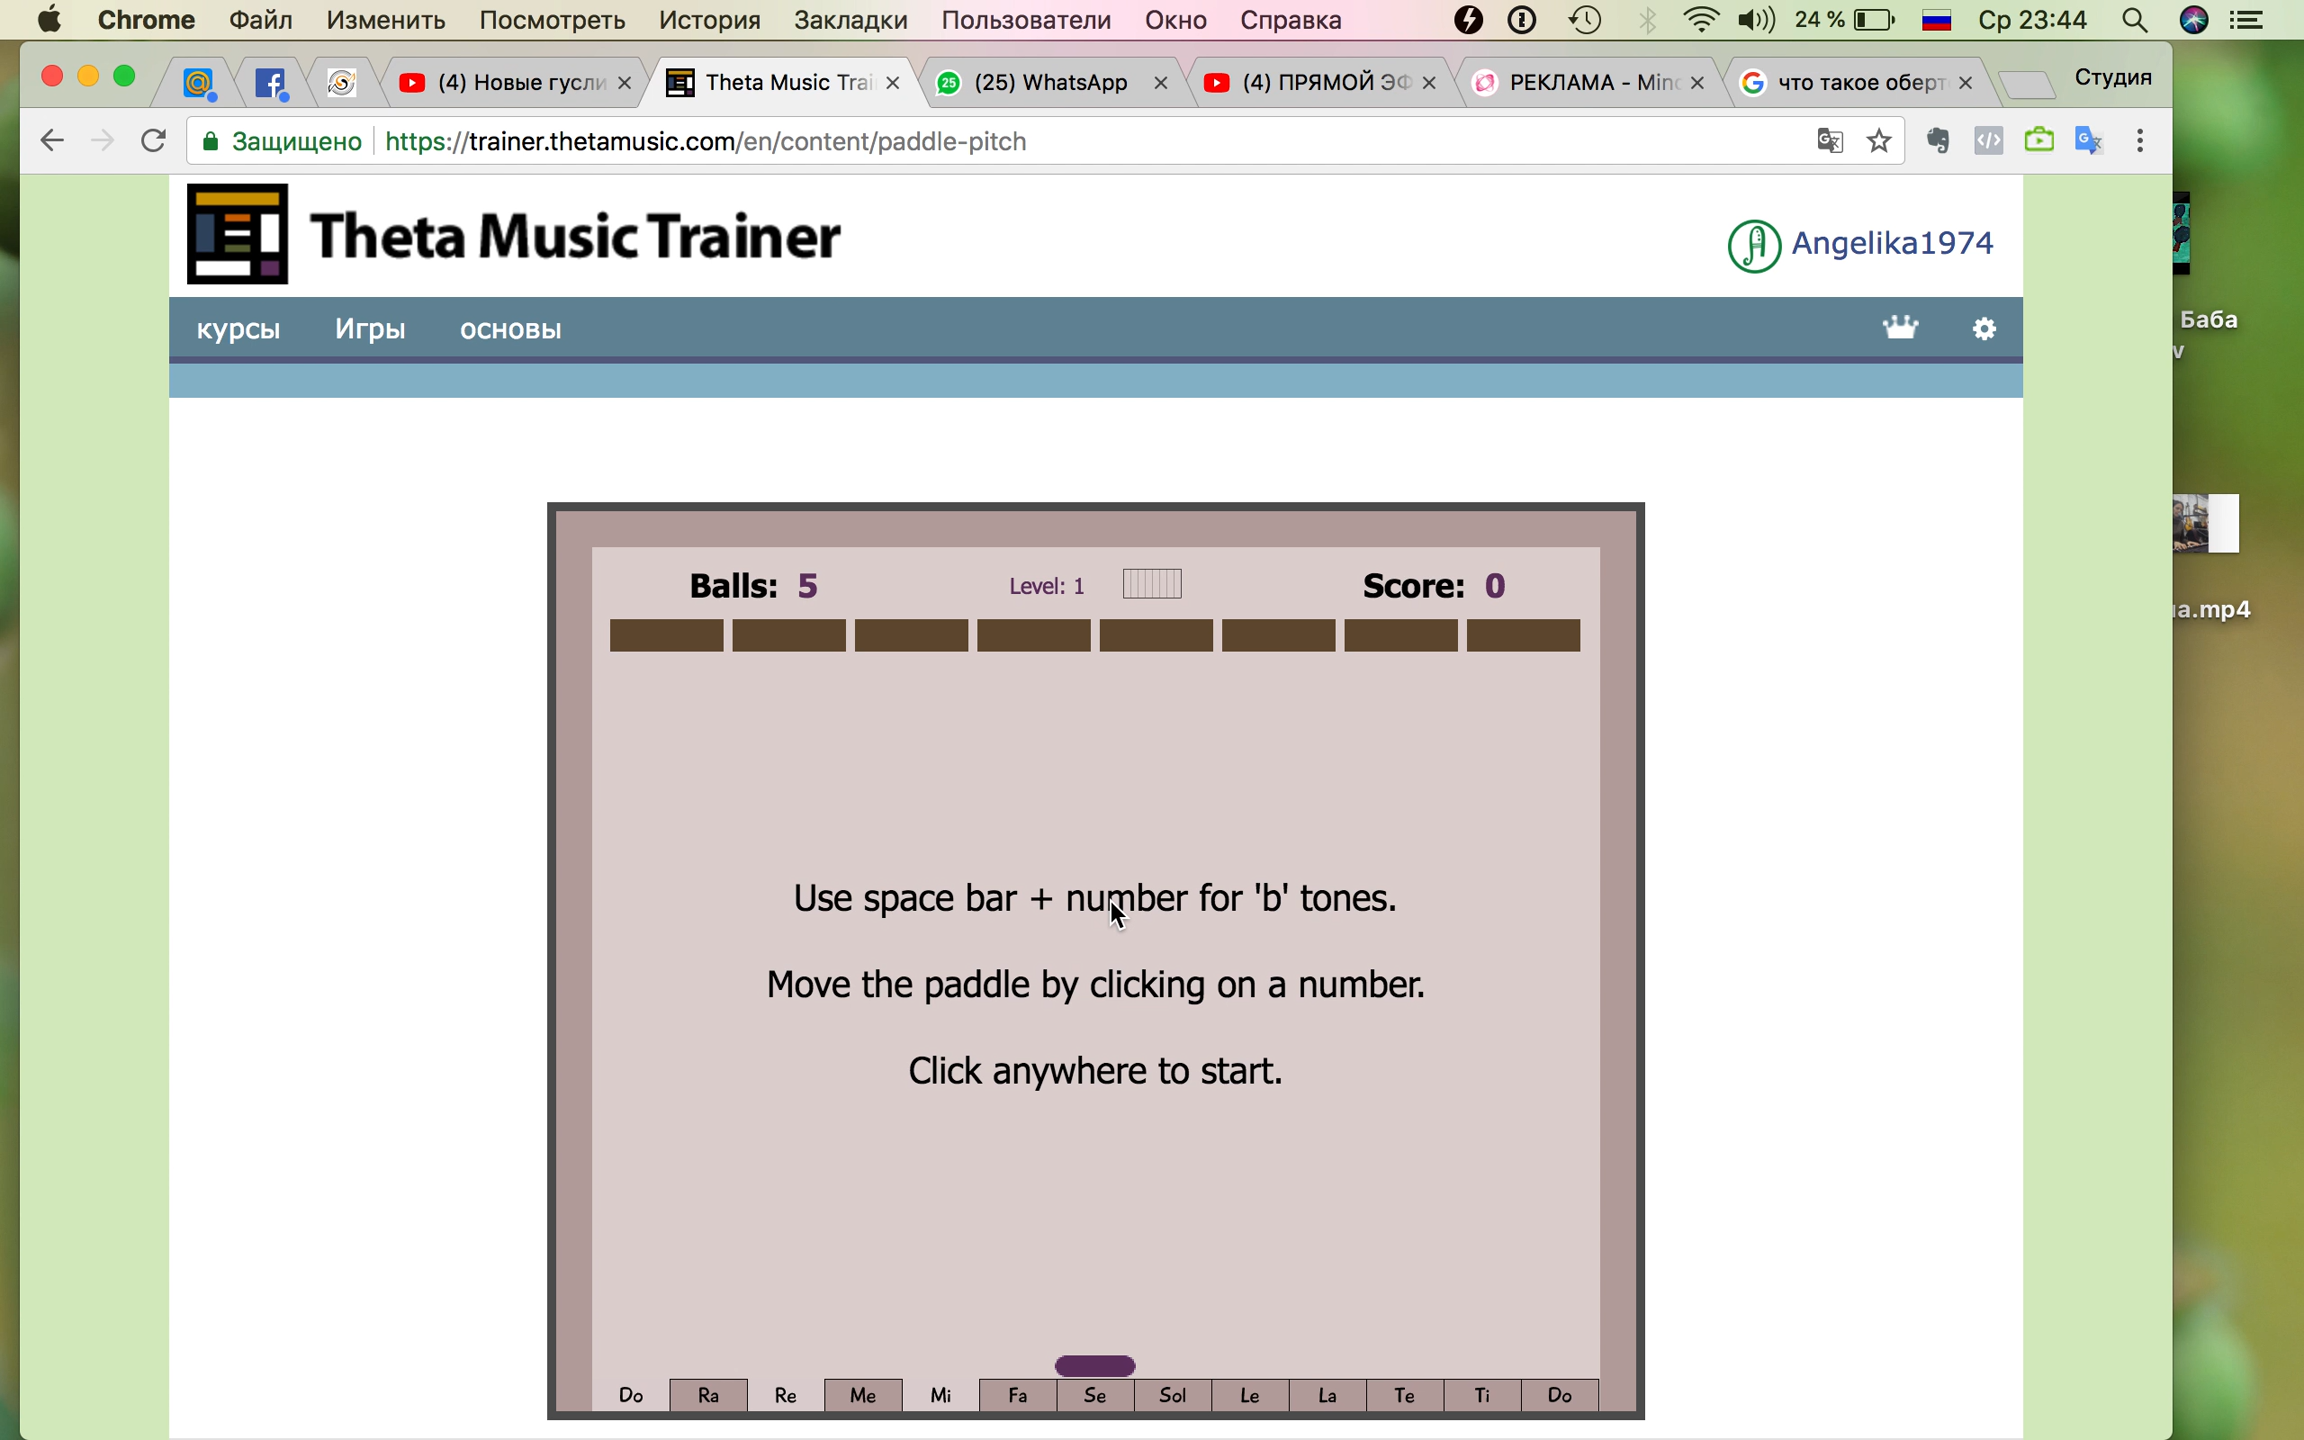 Chrome Файл Изменить Посмотреть История Закладки Пользователи Окно Справка 24 % Ср 23:44
(4) Новые гусли Theta Music Trai 25 (25) WhatsApp (4) ПРЯМОЙ ЭФ РЕКЛАМА - Minc что такое оберт Студия
Защищено https://trainer.thetamusic.com/en/content/paddle-pitch
Theta Music Trainer
Angelika1974
курсы Игры основы
Баба
v
Balls: 5 Level: 1 Score: 0
a.mp4
Use space bar + number for 'b' tones.
Move the paddle by clicking on a number.
Click anywhere to start.
Do Ra Re Me Mi Fa Se Sol Le La Te Ti Do